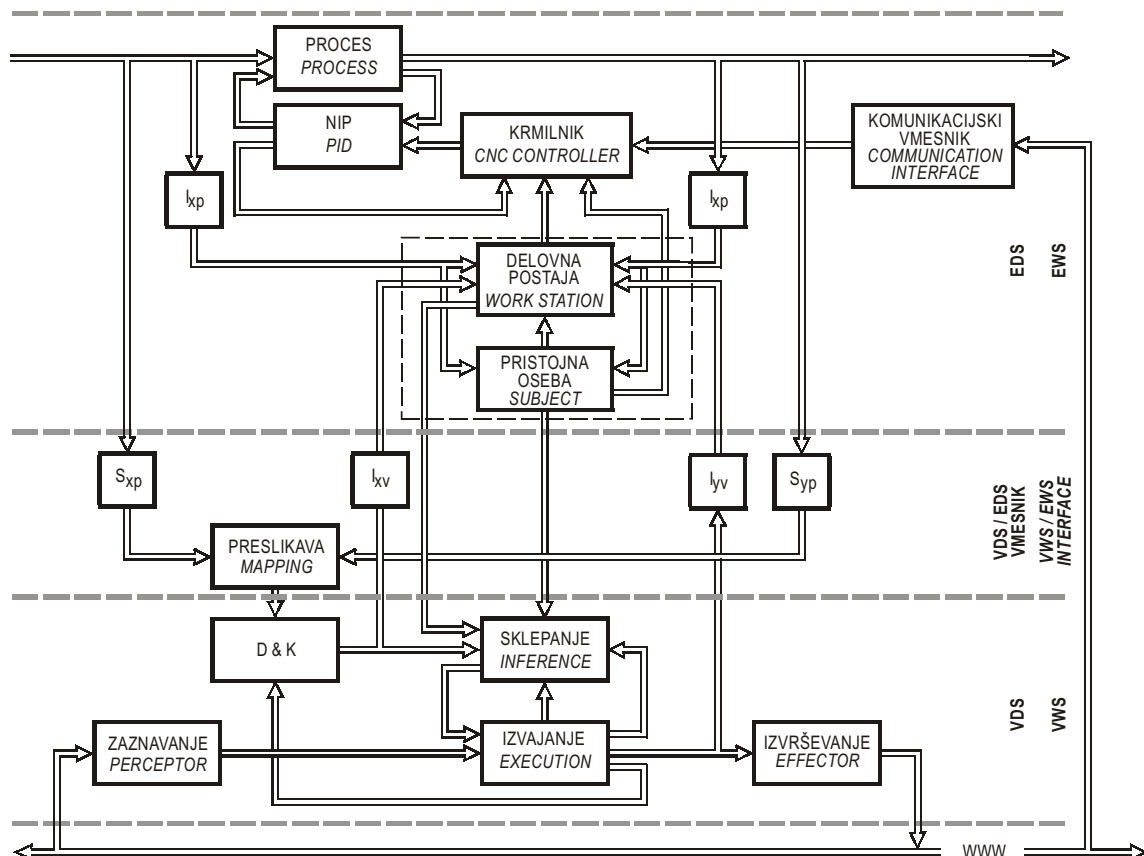 PROCES
PROCESS
NIP
PID
KRMILNIK
CNC CONTROLLER
KOMUNIKACIJSKI
VMESNIK
COMMUNICATION
INTERFACE
Ixp
Ixp
DELOVNA
POSTAJA
WORK STATION
EDS
EWS
PRISTOJNA
OSEBA
SUBJECT
Sxp
Ixv
Iyv
Syp
VDS / EDS
VMESNIK
VWS / EWS
INTERFACE
PRESLIKAVA
MAPPING
D & K
SKLEPANJE
INFERENCE
VDS
VWS
ZAZNAVANJE
PERCEPTOR
IZVAJANJE
EXECUTION
IZVRŠEVANJE
EFFECTOR
WWW